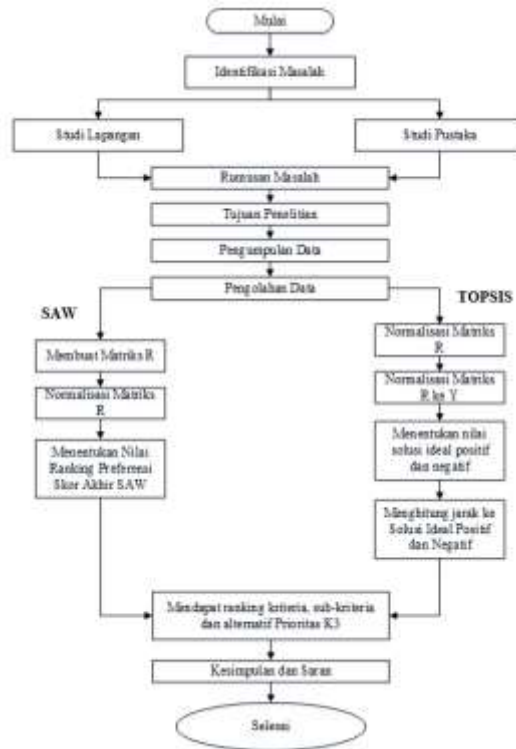 Mulai
Identifikasi Masalah
Studi Lapangan
Studi Pustaka
Rumusan Masalah
Tujuan Penelitian
Pengumpulan Data
Pengolahan Data
SAW
Membuat Matriks R
Normalisasi Matriks
R
Menentukan Nilai
Ranking Preferensi
Skor Akhir SAW
TOPSIS
Normalisasi Matriks
R
Normalisasi Matriks
R ke Y
Menentukan nilai
solusi ideal positif
dan negatif
Menghitung jarak ke
Solusi Ideal Positif
dan Negatif
Mendapat ranking kriteria, sub-kriteria
dan alternatif Prioritas K3
Kesimpulan dan Saran
Selesai